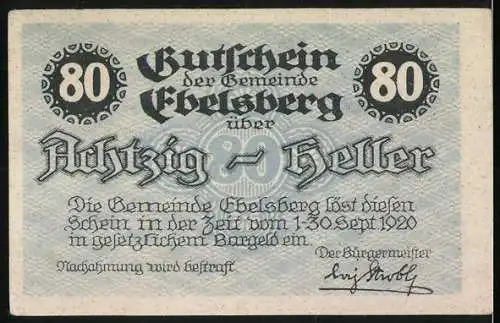 80 Gutschein 80
der Gemeinde
Ebelsberg
über
Achtzig - Heller
80
Die Gemeinde Ebelsberg löst diesen
Schein in der Zeit vom 1-30. Sept. 1920
in gesetzlichem Bargeld ein.
Der Bürgermeister
Nachahmung wird bestraft